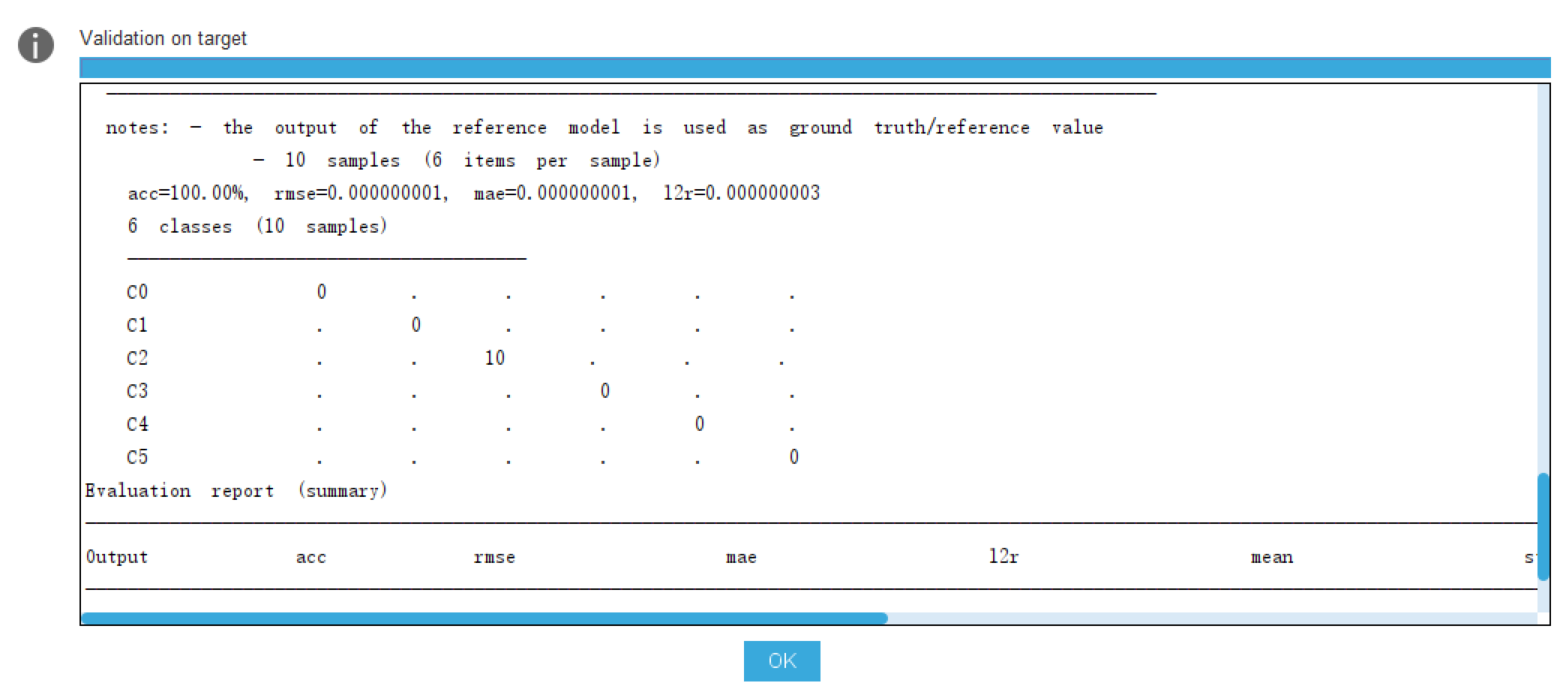 Validation on target
notes: - the output of the reference model is used as ground truth/reference value
- 10 samples (6 items per sample)
acc=100.00%, rmse=0.000000001, mae=0.000000001, l2r=0.000000003
6 classes (10 samples)
C0 0 . . . . .
C1 . 0 . . . .
C2 . . 10 . . .
C3 . . . 0 . .
C4 . . . . 0 .
C5 . . . . . 0
Evaluation report (summary)
Output acc rmse mae l2r mean s
OK